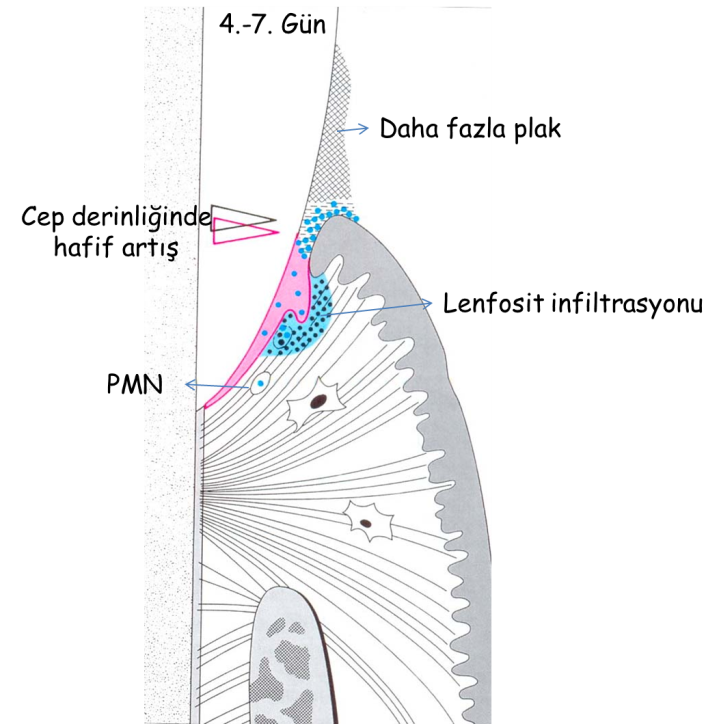 4.-7. Gün
Daha fazla plak
Cep derinliğinde
hafif artış
Lenfosit infiltrasyonu
PMN